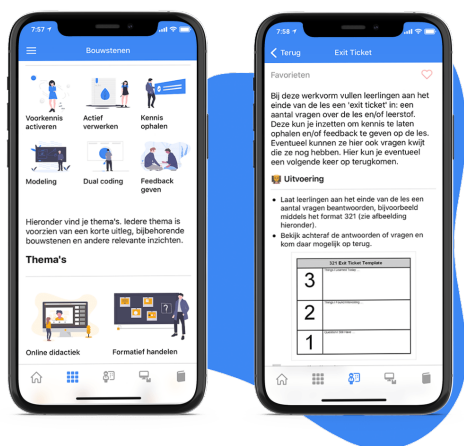 7:57
Bouwstenen
Voorkennis
activeren
Actief
verwerken
Kennis
ophalen
Modeling
Dual coding
Feedback
geven
Hieronder vind je thema's. Iedere thema is
voorzien van een korte uitleg, bijbehorende
bouwstenen en andere relevante inzichten.
Thema's
Online didactiek
Formatief handelen
7:58
Terug
Exit Ticket
Favorieten
Bij deze werkvorm vullen leerlingen aan het
einde van de les een 'exit ticket' in: een
aantal vragen over de les en/of leerstof.
Deze kun je inzetten om kennis te laten
ophalen en/of feedback te geven op de les.
Eventueel kunnen ze hier ook vragen kwijt
die ze nog hebben. Hier kun je eventueel
een volgende keer op terugkomen.
Uitvoering
• Laat leerlingen aan het einde van de les een
aantal vragen beantwoorden, bijvoorbeeld
middels het format 321 (zie afbeelding
hieronder).
• Bekijk achteraf de antwoorden of vragen en
kom daar mogelijk op terug.
321 Exit Ticket Template
3
2
1